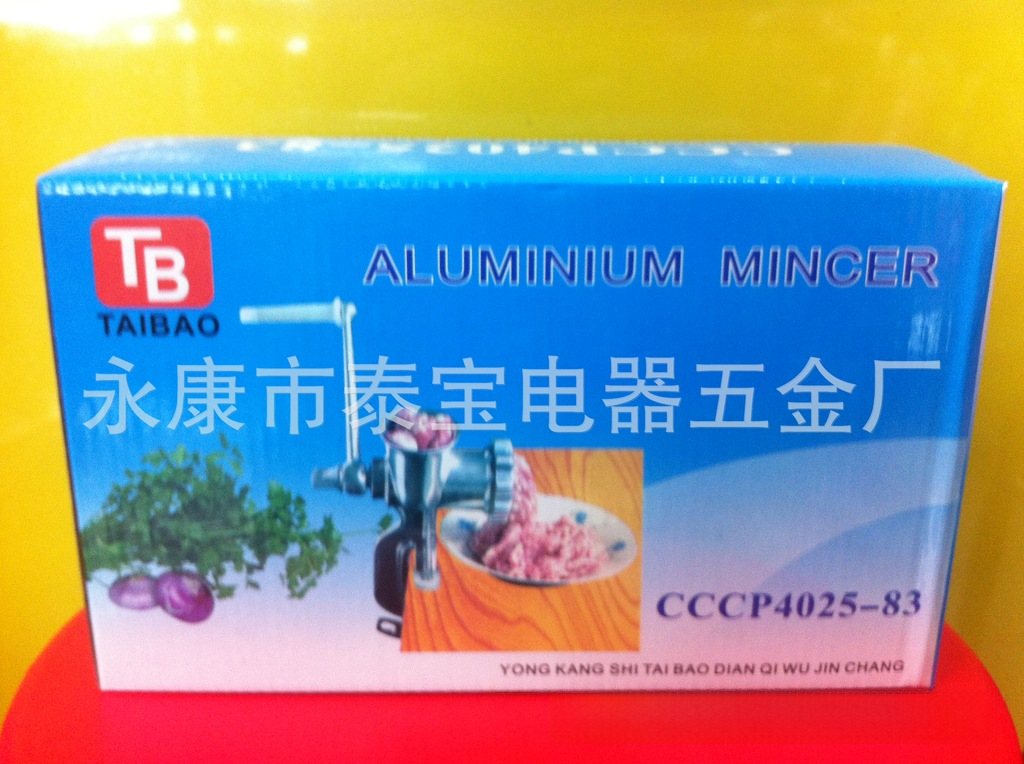 TB
TAIBAO
ALUMINIUM MINCER
永康市泰宝电器五金厂
CCCP4025-83
YONG KANG SHI TAI BAO DIAN QI WU JIN CHANG